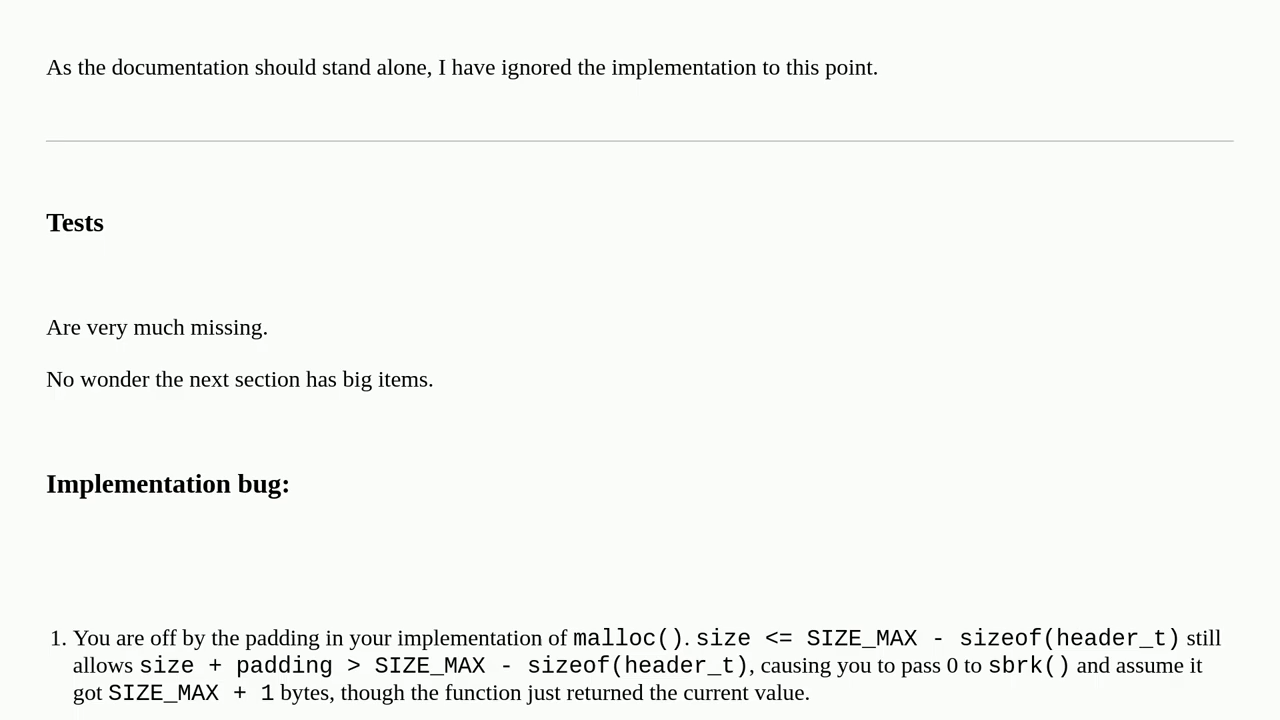 As the documentation should stand alone, I have ignored the implementation to this point.
Tests
Are very much missing.
No wonder the next section has big items.
Implementation bug:
1. You are off by the padding in your implementation of malloc(). size <= SIZE_MAX - sizeof(header_t) still
allows size + padding > SIZE_MAX - sizeof(header_t), causing you to pass 0 to sbrk() and assume it
got SIZE_MAX + 1 bytes, though the function just returned the current value.